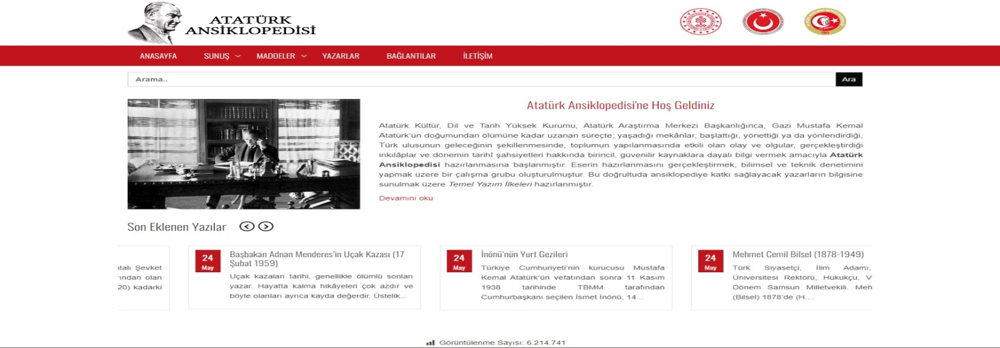 ATATÜRK
ANSİKLOPEDİSİ
ANASAYFA SUNUŞ MADDELER YAZARLAR BAĞLANTILAR İLETİŞİM
Arama.. Ara
Atatürk Ansiklopedisi'ne Hoş Geldiniz
Atatürk Kültür, Dil ve Tarih Yüksek Kurumu, Atatürk Araştırma Merkezi Başkanlığınca, Gazi Mustafa Kemal
Atatürk'ün doğumundan ölümüne kadar uzanan süreçte; yaşadığı mekânlar, başlattığı, yönettiği ya da yönlendirdiği,
Türk ulusunun geleceğinin şekillenmesinde, toplumun yapılanmasında etkili olan olay ve olgular, gerçekleştirdiği
inkılâplar ve dönemin tarihî şahsiyetleri hakkında birincil, güvenilir kaynaklara dayalı bilgi vermek amacıyla Atatürk
Ansiklopedisi hazırlanmasına başlanmıştır. Eserin hazırlanmasını gerçekleştirmek, bilimsel ve teknik denetimini
yapmak üzere bir çalışma grubu oluşturulmuştur. Bu doğrultuda ansiklopediye katkı sağlayacak yazarların bilgisine
sunulmak üzere Temel Yazım İlkeleri hazırlanmıştır.
Devamını oku
Son Eklenen Yazılar
Şevket
olan
kadarki
24
May
Başbakan Adnan Menderes'in Uçak Kazası (17
Şubat 1959)
Uçak kazaları tarihi, genellikle ölümlü sonları
yazar. Hayatta kalma hikâyeleri çok azdır ve
böyle olanları ayrıca kayda değerdir. Üstelik...
24
May
İnönü'nün Yurt Gezileri
Türkiye Cumhuriyeti'nin kurucusu Mustafa
Kemal Atatürk'ün vefatından sonra 11 Kasım
1938 tarihinde TBMM tarafından
Cumhurbaşkanı seçilen İsmet İnönü, 14...
24
May
Mehmet Cemil Bilsel (1878-1949)
Türk Siyasetçi, İlim Adamı,
Üniversitesi Rektörü, Hukukçu, V
Dönem Samsun Milletvekili. Meh
(Bilsel) 1878'de (H....
Görüntülenme Sayısı: 6.214.741